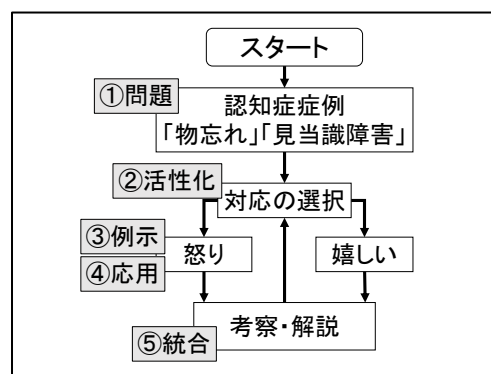 スタート
①問題
認知症症例
「物忘れ」「見当識障害」
②活性化
対応の選択
③例示
④応用
怒り
嬉しい
考察・解説
⑤統合